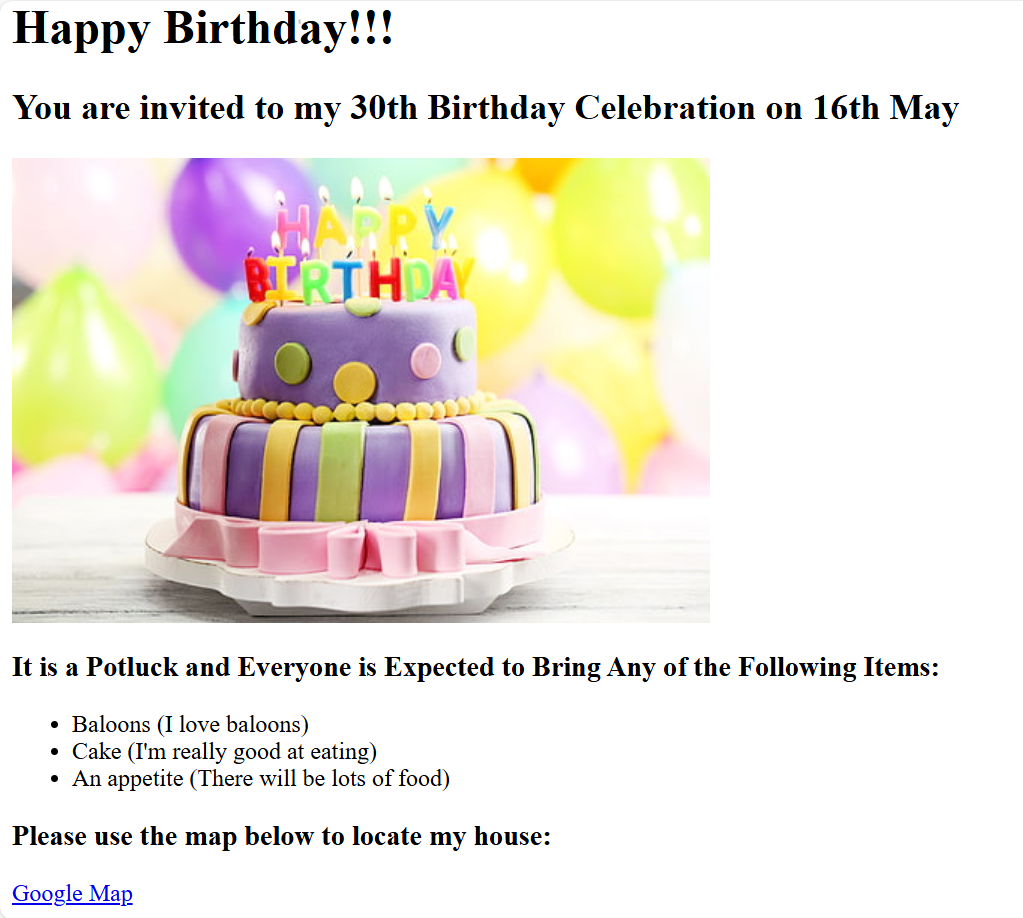 Happy Birthday!!!
You are invited to my 30th Birthday Celebration on 16th May
HAPPY
BIRTHDAY
It is a Potluck and Everyone is Expected to Bring Any of the Following Items:
• Baloons (I love baloons)
• Cake (I'm really good at eating)
• An appetite (There will be lots of food)
Please use the map below to locate my house:
Google Map